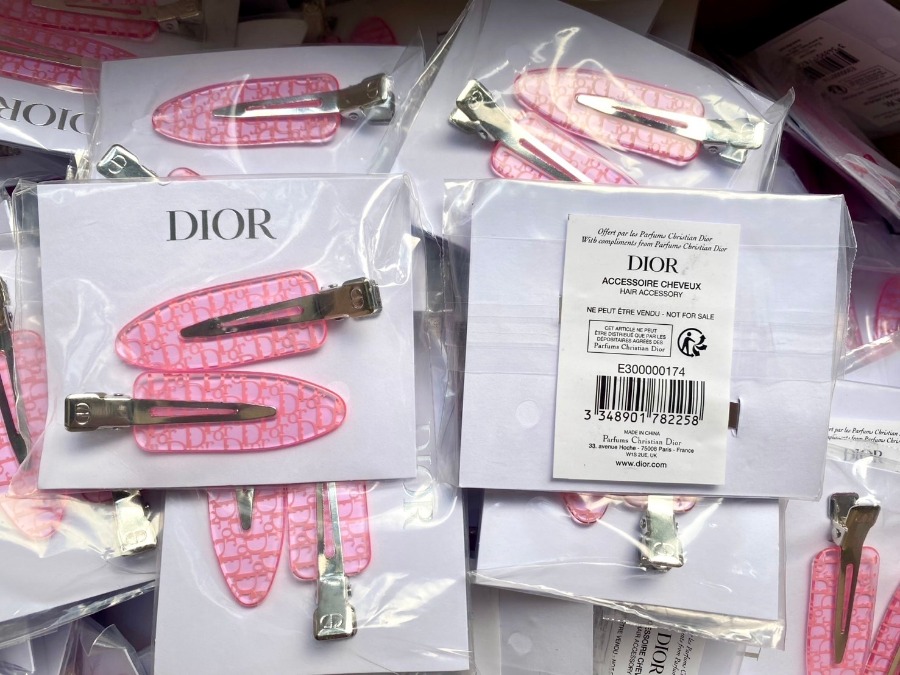 DIOR
DIOR
Offert par les Parfums Christian Dior
With compliments from Parfums Christian Dior
DIOR
ACCESSOIRE CHEVEUX
HAIR ACCESSORY
NE PEUT ÊTRE VENDU - NOT FOR SALE
CET ARTICLE NE PEUT
ÊTRE DISTRIBUÉ QUE PAR LES
DÉPOSITAIRES AGRÉÉS DES
Parfums Christian Dior
E300000174
3 348901 782258
MADE IN CHINA
Parfums Christian Dior
33, avenue Hoche - 75008 Paris - France
W1S 2UE, UK
www.dior.com
DIOR
DIOR